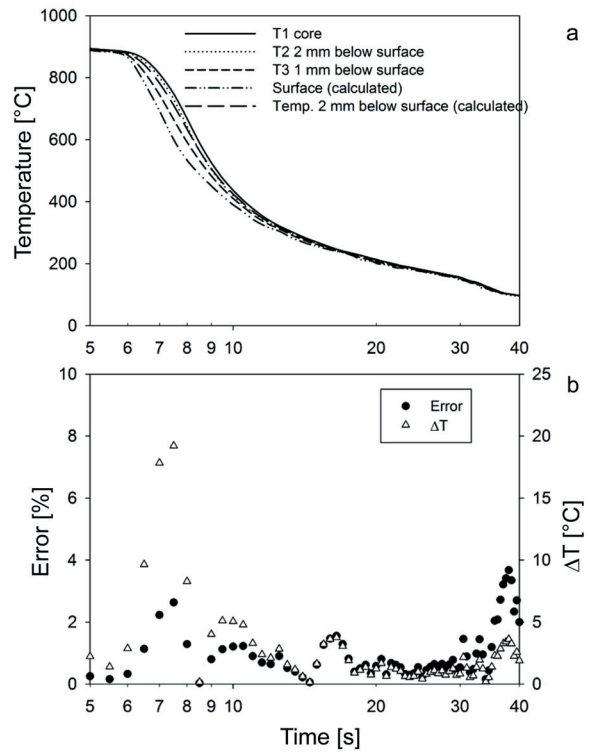 a
T1 core
T2 2 mm below surface
T3 1 mm below surface
Surface (calculated)
Temp. 2 mm below surface (calculated)
Temperature [°C]
1000
800
600
400
200
0
5 6 7 8 9 10 20 30 40
b
Error
ΔT
Error [%]
10
8
6
4
2
0
ΔT [°C]
25
20
15
10
5
0
5 6 7 8 9 10 20 30 40
Time [s]